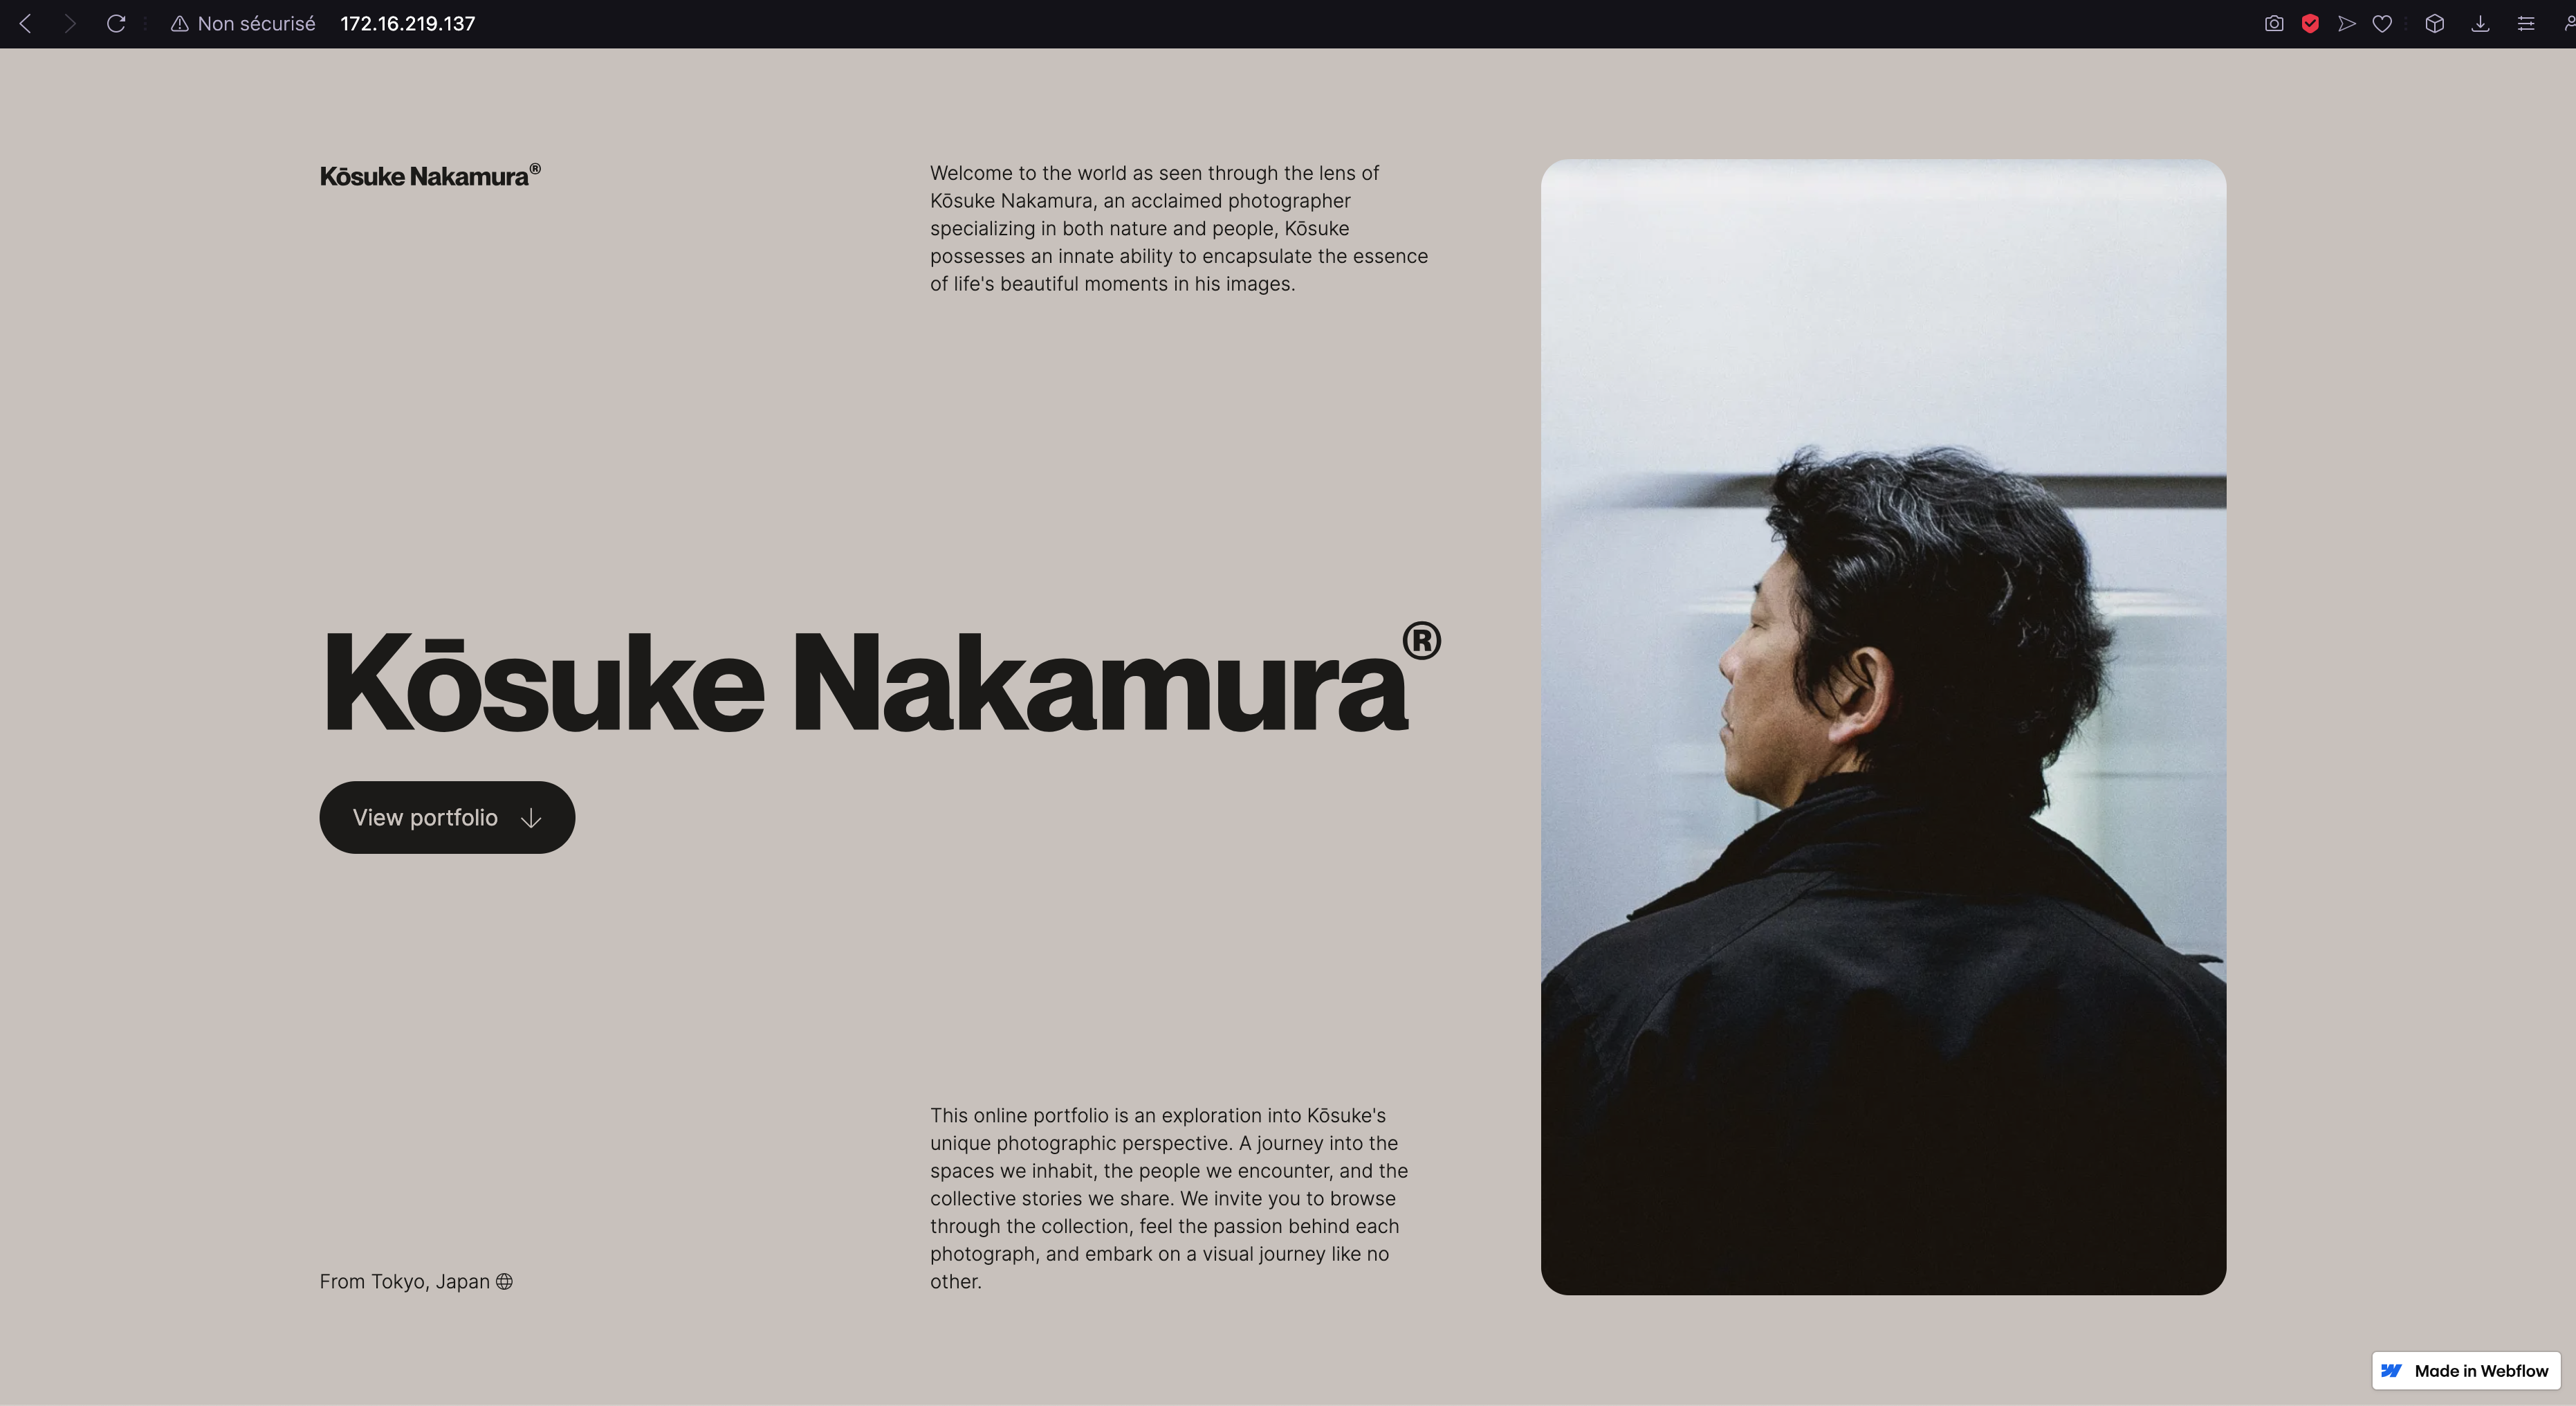 Non sécurisé 172.16.219.137
Kōsuke Nakamura®
Welcome to the world as seen through the lens of
Kōsuke Nakamura, an acclaimed photographer
specializing in both nature and people, Kōsuke
possesses an innate ability to encapsulate the essence
of life's beautiful moments in his images.
Kōsuke Nakamura®
View portfolio
This online portfolio is an exploration into Kōsuke's
unique photographic perspective. A journey into the
spaces we inhabit, the people we encounter, and the
collective stories we share. We invite you to browse
through the collection, feel the passion behind each
photograph, and embark on a visual journey like no
other.
From Tokyo, Japan
Made in Webflow